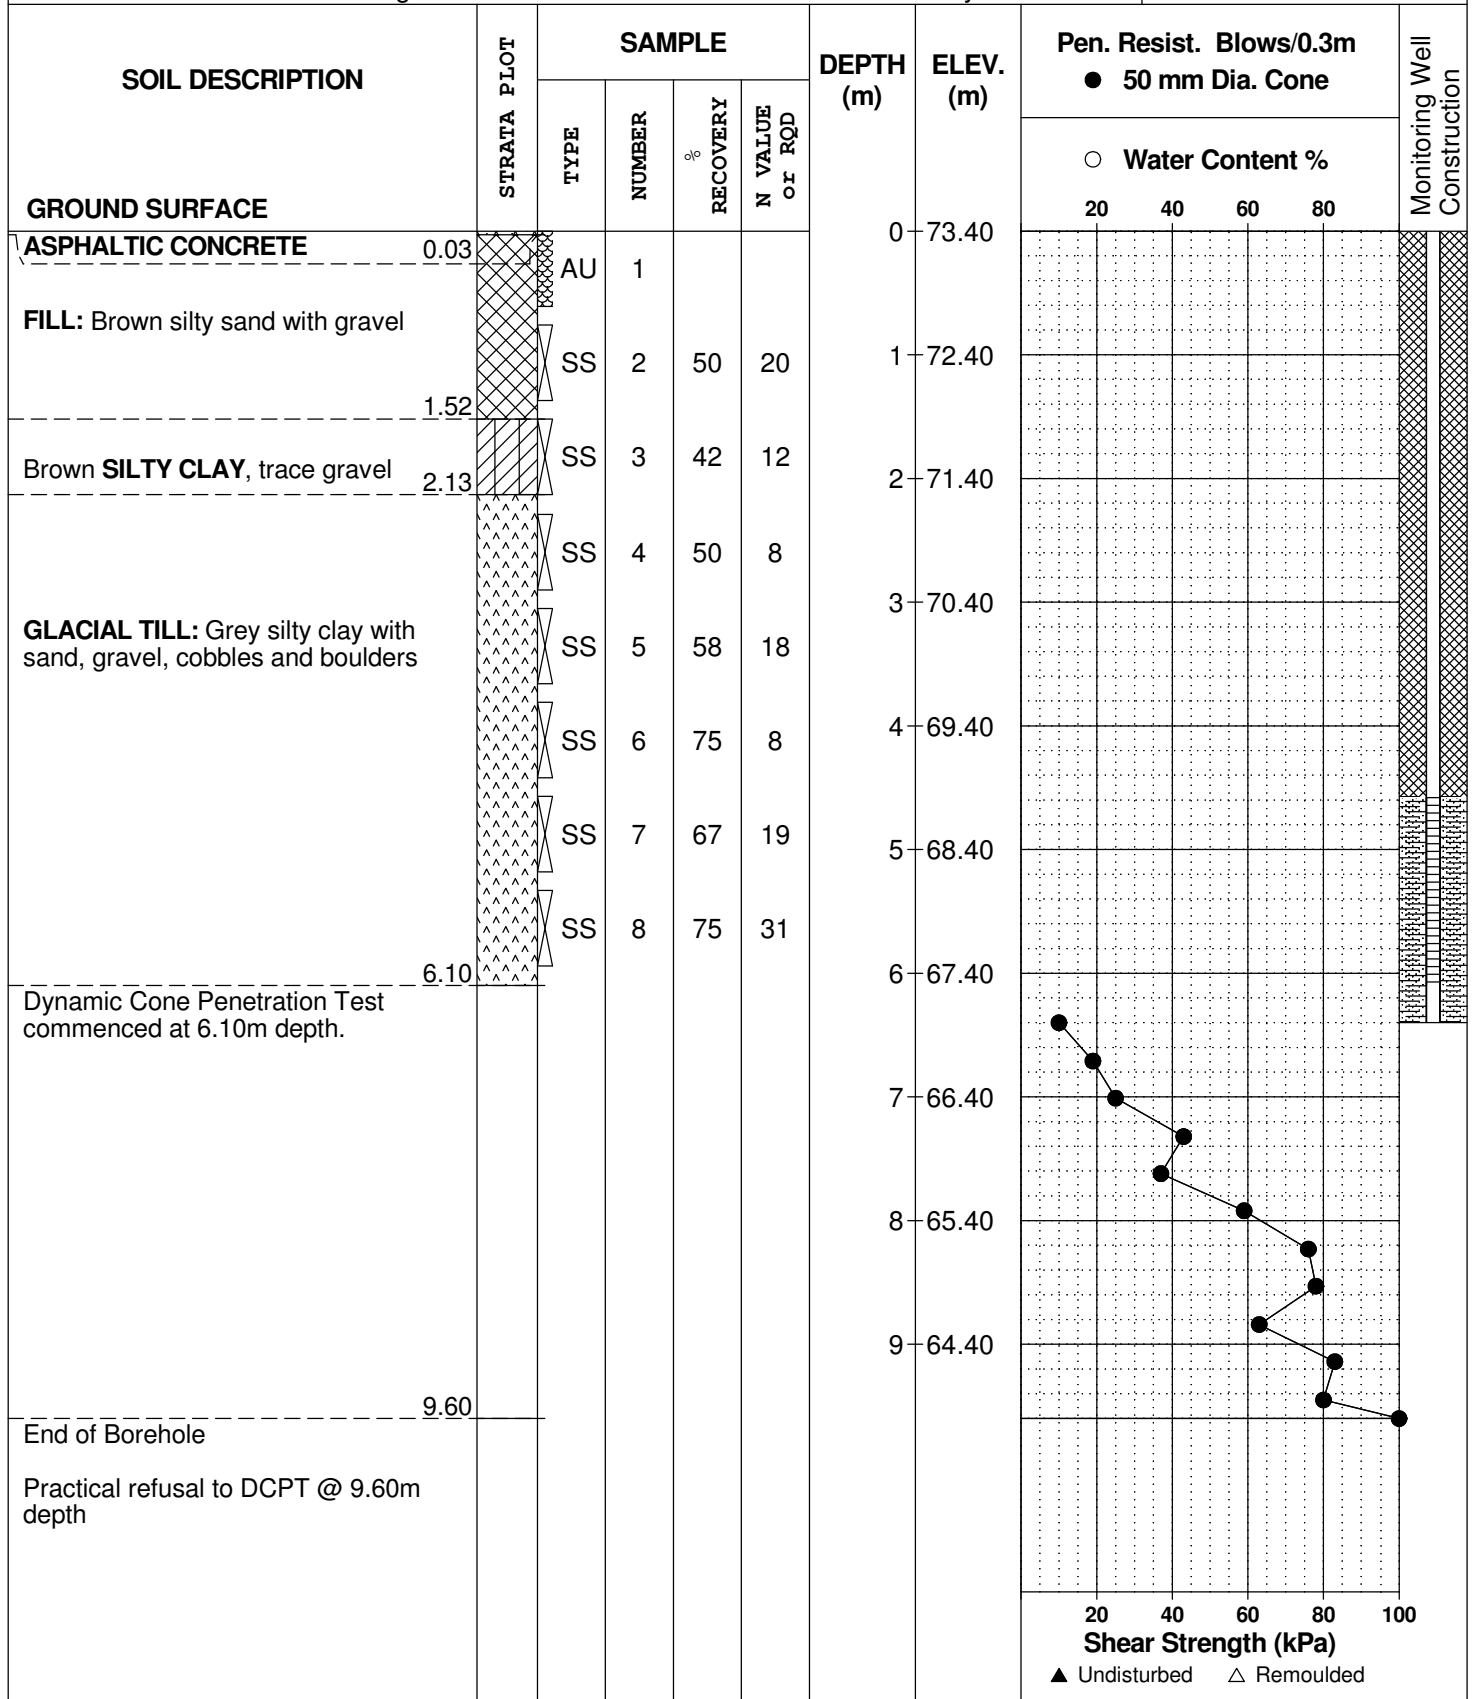 SOIL DESCRIPTION
GROUND SURFACE
STRATA PLOT
SAMPLE
TYPE
NUMBER
%
RECOVERY
N VALUE
or RQD
DEPTH
(m)
ELEV.
(m)
Pen. Resist. Blows/0.3m
● 50 mm Dia. Cone
○ Water Content %
20 40 60 80
Monitoring Well
Construction
0 73.40
ASPHALTIC CONCRETE 0.03
AU 1
FILL: Brown silty sand with gravel
1 72.40
SS 2 50 20
1.52
Brown SILTY CLAY, trace gravel
SS 3 42 12
2.13
2 71.40
SS 4 50 8
3 70.40
GLACIAL TILL: Grey silty clay with
sand, gravel, cobbles and boulders
SS 5 58 18
4 69.40
SS 6 75 8
SS 7 67 19
5 68.40
SS 8 75 31
6.10
6 67.40
Dynamic Cone Penetration Test
commenced at 6.10m depth.
7 66.40
8 65.40
9 64.40
9.60
End of Borehole
Practical refusal to DCPT @ 9.60m
depth
20 40 60 80 100
Shear Strength (kPa)
▲ Undisturbed △ Remoulded